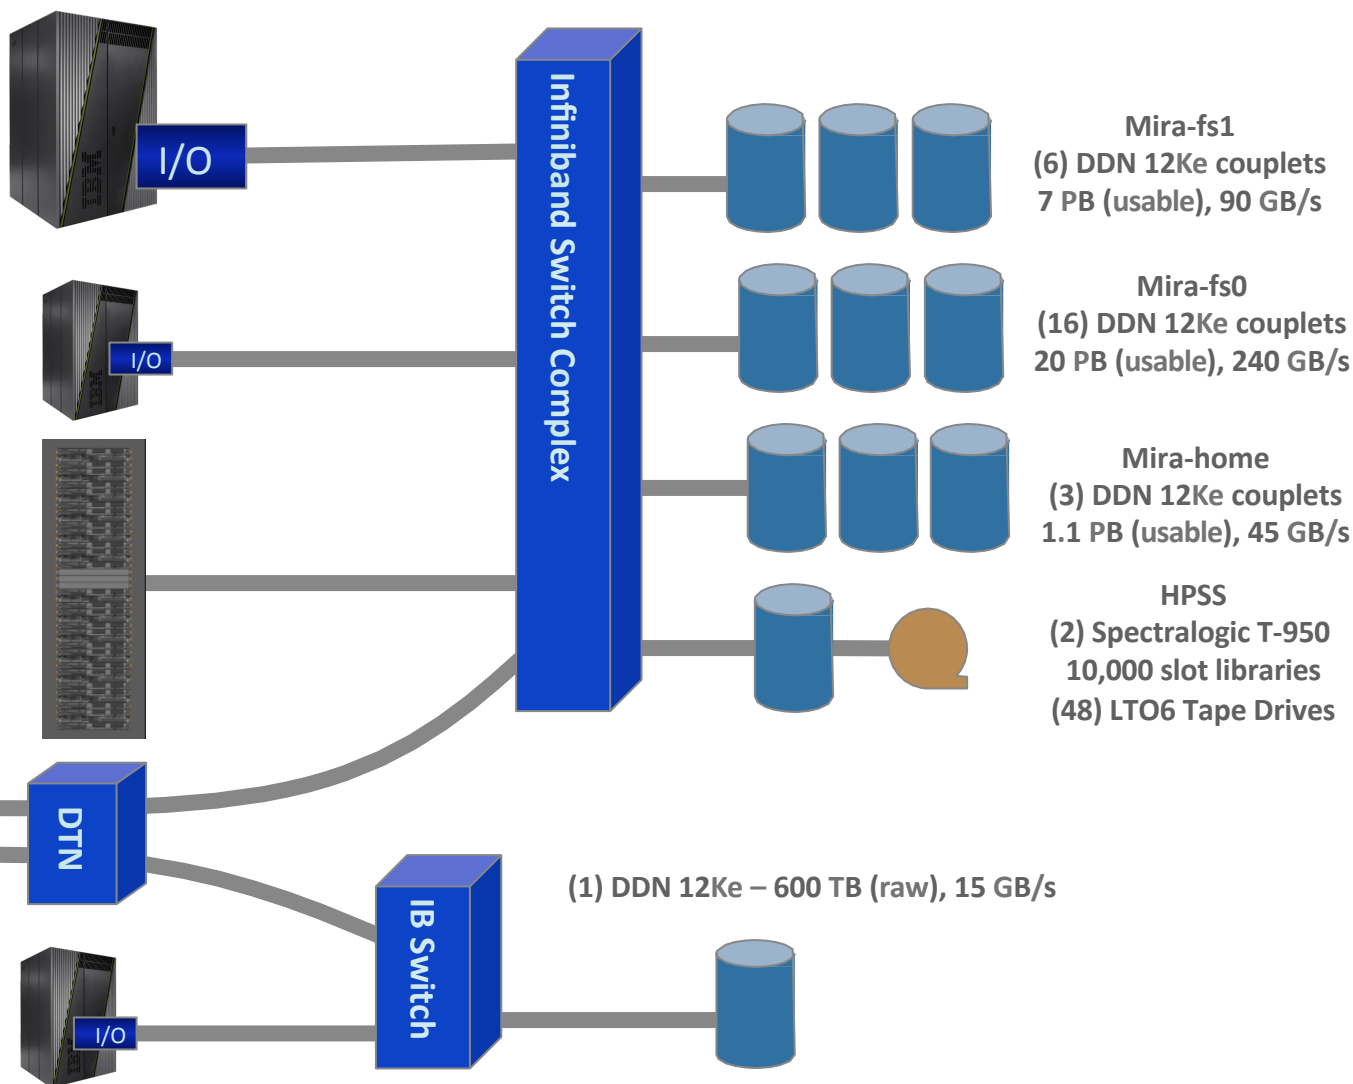 IBM
I/O
Infiniband Switch Complex
Mira-fs1
(6) DDN 12Ke couplets
7 PB (usable), 90 GB/s
IBM
I/O
Mira-fs0
(16) DDN 12Ke couplets
20 PB (usable), 240 GB/s
Mira-home
(3) DDN 12Ke couplets
1.1 PB (usable), 45 GB/s
HPSS
(2) Spectralogic T-950
10,000 slot libraries
(48) LTO6 Tape Drives
DTN
IB Switch
(1) DDN 12Ke – 600 TB (raw), 15 GB/s
IBM
I/O